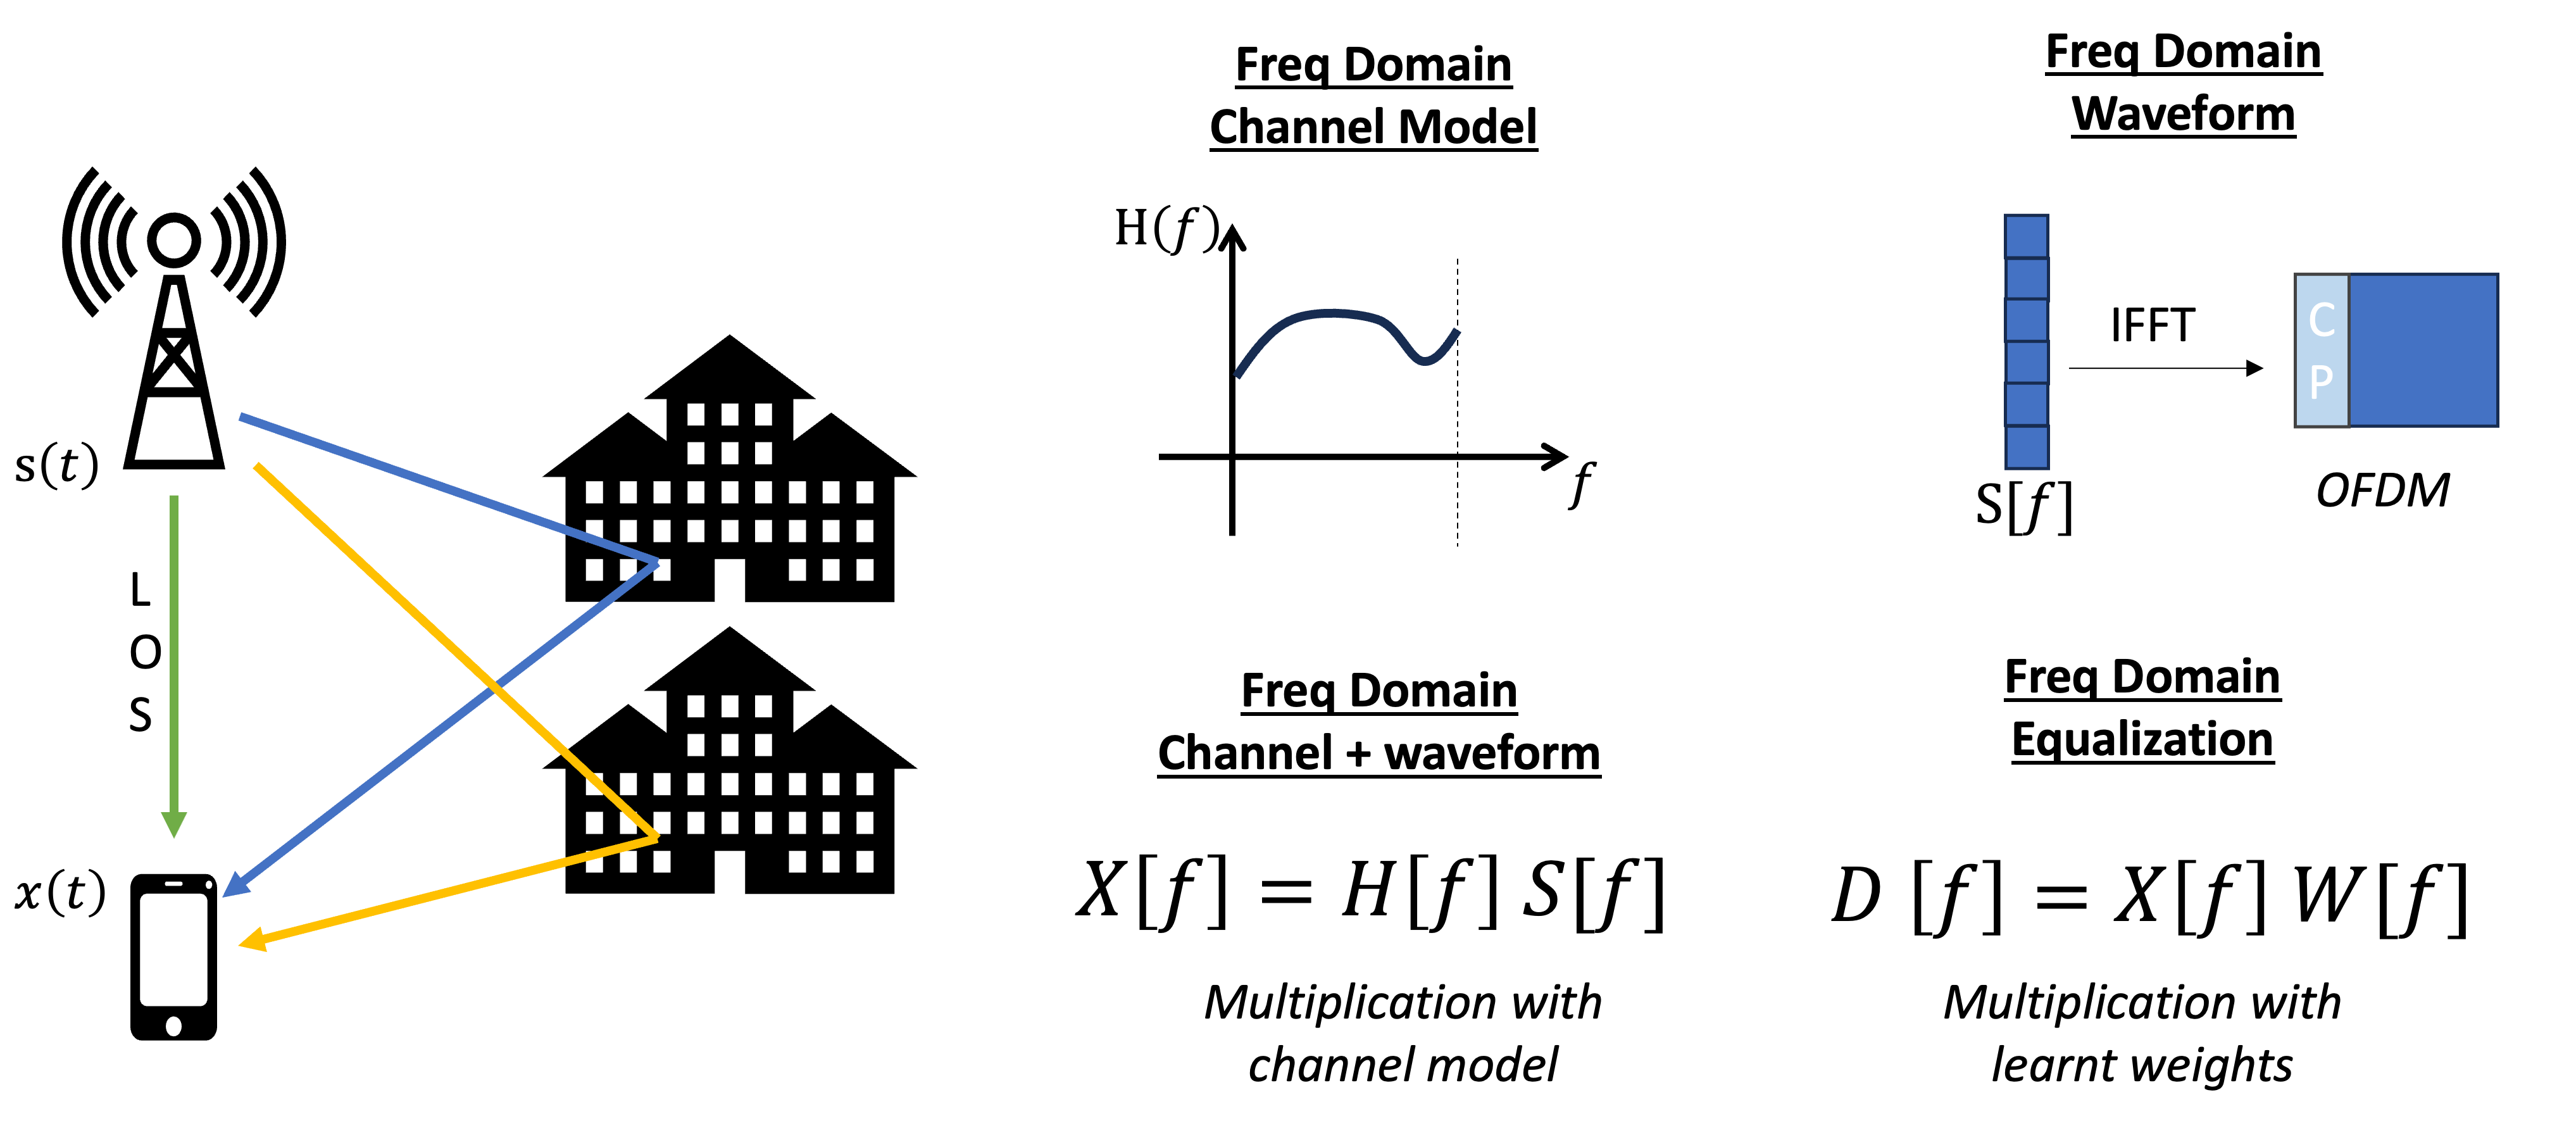 s(t)
L
O
S
x(t)
Freq Domain
Channel Model
H(f)
f
Freq Domain
Waveform
IFFT
C
P
S[f]
OFDM
Freq Domain
Channel + waveform
X[f] = H[f] S[f]
Multiplication with
channel model
Freq Domain
Equalization
D [f] = X[f] W[f]
Multiplication with
learnt weights